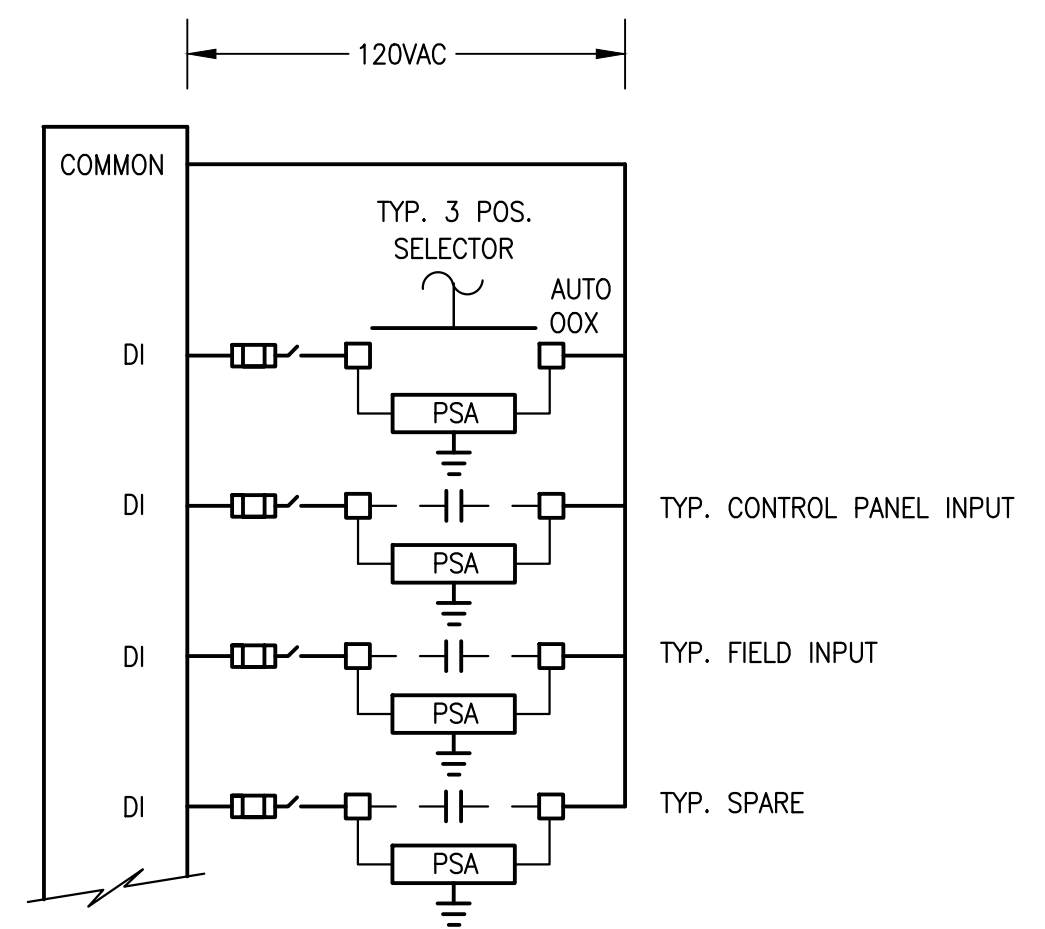 120VAC
COMMON
TYP. 3 POS.
SELECTOR
AUTO
OOX
DI
PSA
DI
TYP. CONTROL PANEL INPUT
PSA
DI
TYP. FIELD INPUT
PSA
DI
TYP. SPARE
PSA